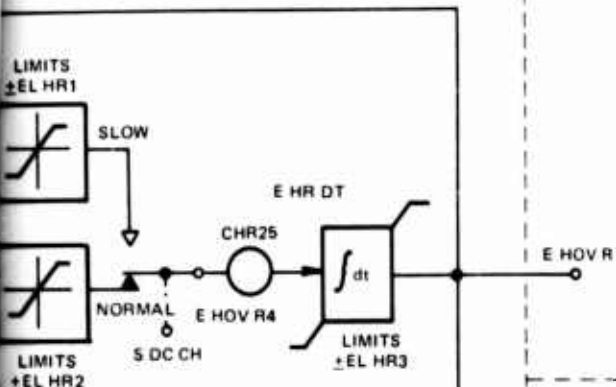 LIMITS
±EL HR1
SLOW
E HR DT
CHR25
∫dt
E HOV R
NORMAL
E HOV R4
S DC CH
LIMITS
±EL HR3
LIMITS
+EL HR2